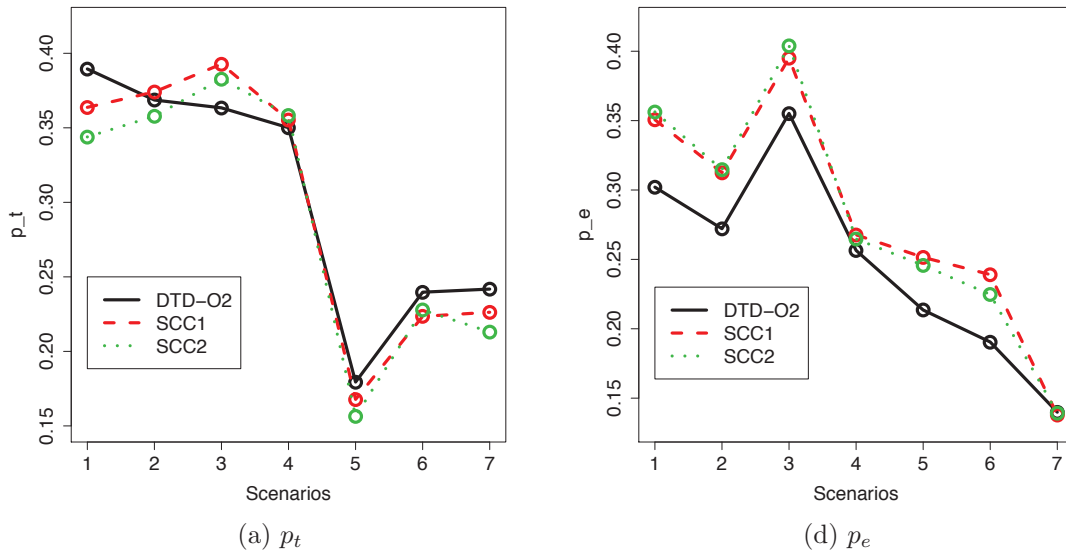 p_t
0.40
0.35
0.30
0.25
0.20
0.15
DTD−O2
SCC1
SCC2
1 2 3 4 5 6 7
Scenarios
(a) p_t
p_e
0.40
0.35
0.30
0.25
0.20
0.15
DTD−O2
SCC1
SCC2
1 2 3 4 5 6 7
Scenarios
(d) p_e